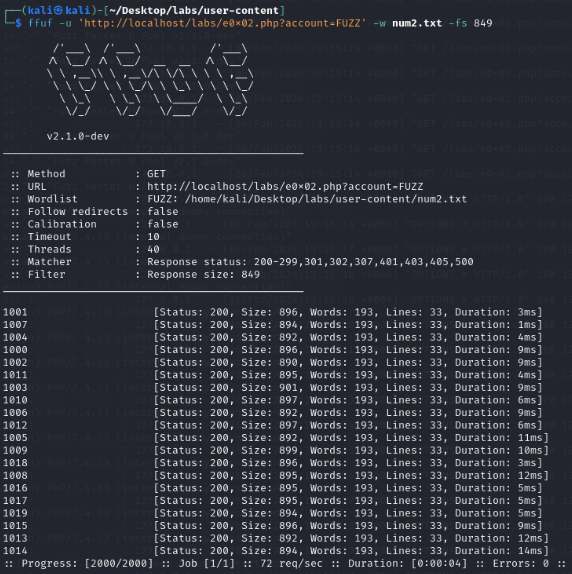 ┌──(kali㉿kali)-[~/Desktop/labs/user-content]
└─$ ffuf -u 'http://localhost/labs/e0×02.php?account=FUZZ' -w num2.txt -fs 849
v2.1.0-dev
:: Method : GET
:: URL : http://localhost/labs/e0×02.php?account=FUZZ
:: Wordlist : FUZZ: /home/kali/Desktop/labs/user-content/num2.txt
:: Follow redirects : false
:: Calibration : false
:: Timeout : 10
:: Threads : 40
:: Matcher : Response status: 200-299,301,302,307,401,403,405,500
:: Filter : Response size: 849
1001 [Status: 200, Size: 896, Words: 193, Lines: 33, Duration: 3ms]
1007 [Status: 200, Size: 894, Words: 193, Lines: 33, Duration: 1ms]
1004 [Status: 200, Size: 892, Words: 193, Lines: 33, Duration: 4ms]
1000 [Status: 200, Size: 896, Words: 193, Lines: 33, Duration: 9ms]
1002 [Status: 200, Size: 890, Words: 193, Lines: 33, Duration: 9ms]
1011 [Status: 200, Size: 895, Words: 193, Lines: 33, Duration: 4ms]
1003 [Status: 200, Size: 901, Words: 193, Lines: 33, Duration: 9ms]
1010 [Status: 200, Size: 897, Words: 193, Lines: 33, Duration: 6ms]
1006 [Status: 200, Size: 892, Words: 193, Lines: 33, Duration: 9ms]
1012 [Status: 200, Size: 897, Words: 193, Lines: 33, Duration: 6ms]
1005 [Status: 200, Size: 892, Words: 193, Lines: 33, Duration: 11ms]
1009 [Status: 200, Size: 899, Words: 193, Lines: 33, Duration: 10ms]
1018 [Status: 200, Size: 896, Words: 193, Lines: 33, Duration: 3ms]
1008 [Status: 200, Size: 895, Words: 193, Lines: 33, Duration: 12ms]
1016 [Status: 200, Size: 895, Words: 193, Lines: 33, Duration: 5ms]
1017 [Status: 200, Size: 895, Words: 193, Lines: 33, Duration: 5ms]
1019 [Status: 200, Size: 894, Words: 193, Lines: 33, Duration: 5ms]
1015 [Status: 200, Size: 894, Words: 193, Lines: 33, Duration: 9ms]
1013 [Status: 200, Size: 892, Words: 193, Lines: 33, Duration: 12ms]
1014 [Status: 200, Size: 894, Words: 193, Lines: 33, Duration: 14ms]
:: Progress: [2000/2000] :: Job [1/1] :: 72 req/sec :: Duration: [0:00:04] :: Errors: 0 ::